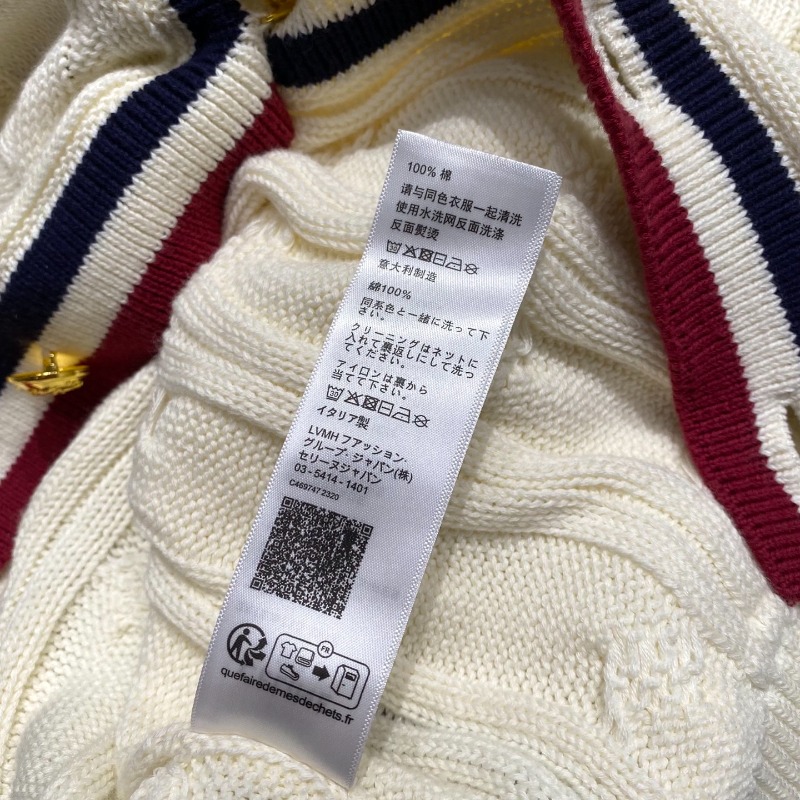 100% 棉
请与同色衣服一起清洗
使用水洗网反面洗涤
反面熨烫
30
意大利制造
綿100%
同系色と一緒に洗って下
さい。
クリーニングはネットに
入れて裏返しにして洗っ
てください。
アイロンは裏から
当てて下さい。
30
イタリア製
LVMH ファッション・
グループ・ジャパン(株)
セリーヌジャパン
03-5414-1401
C4697472320
FR
quefairedemesdechets.fr